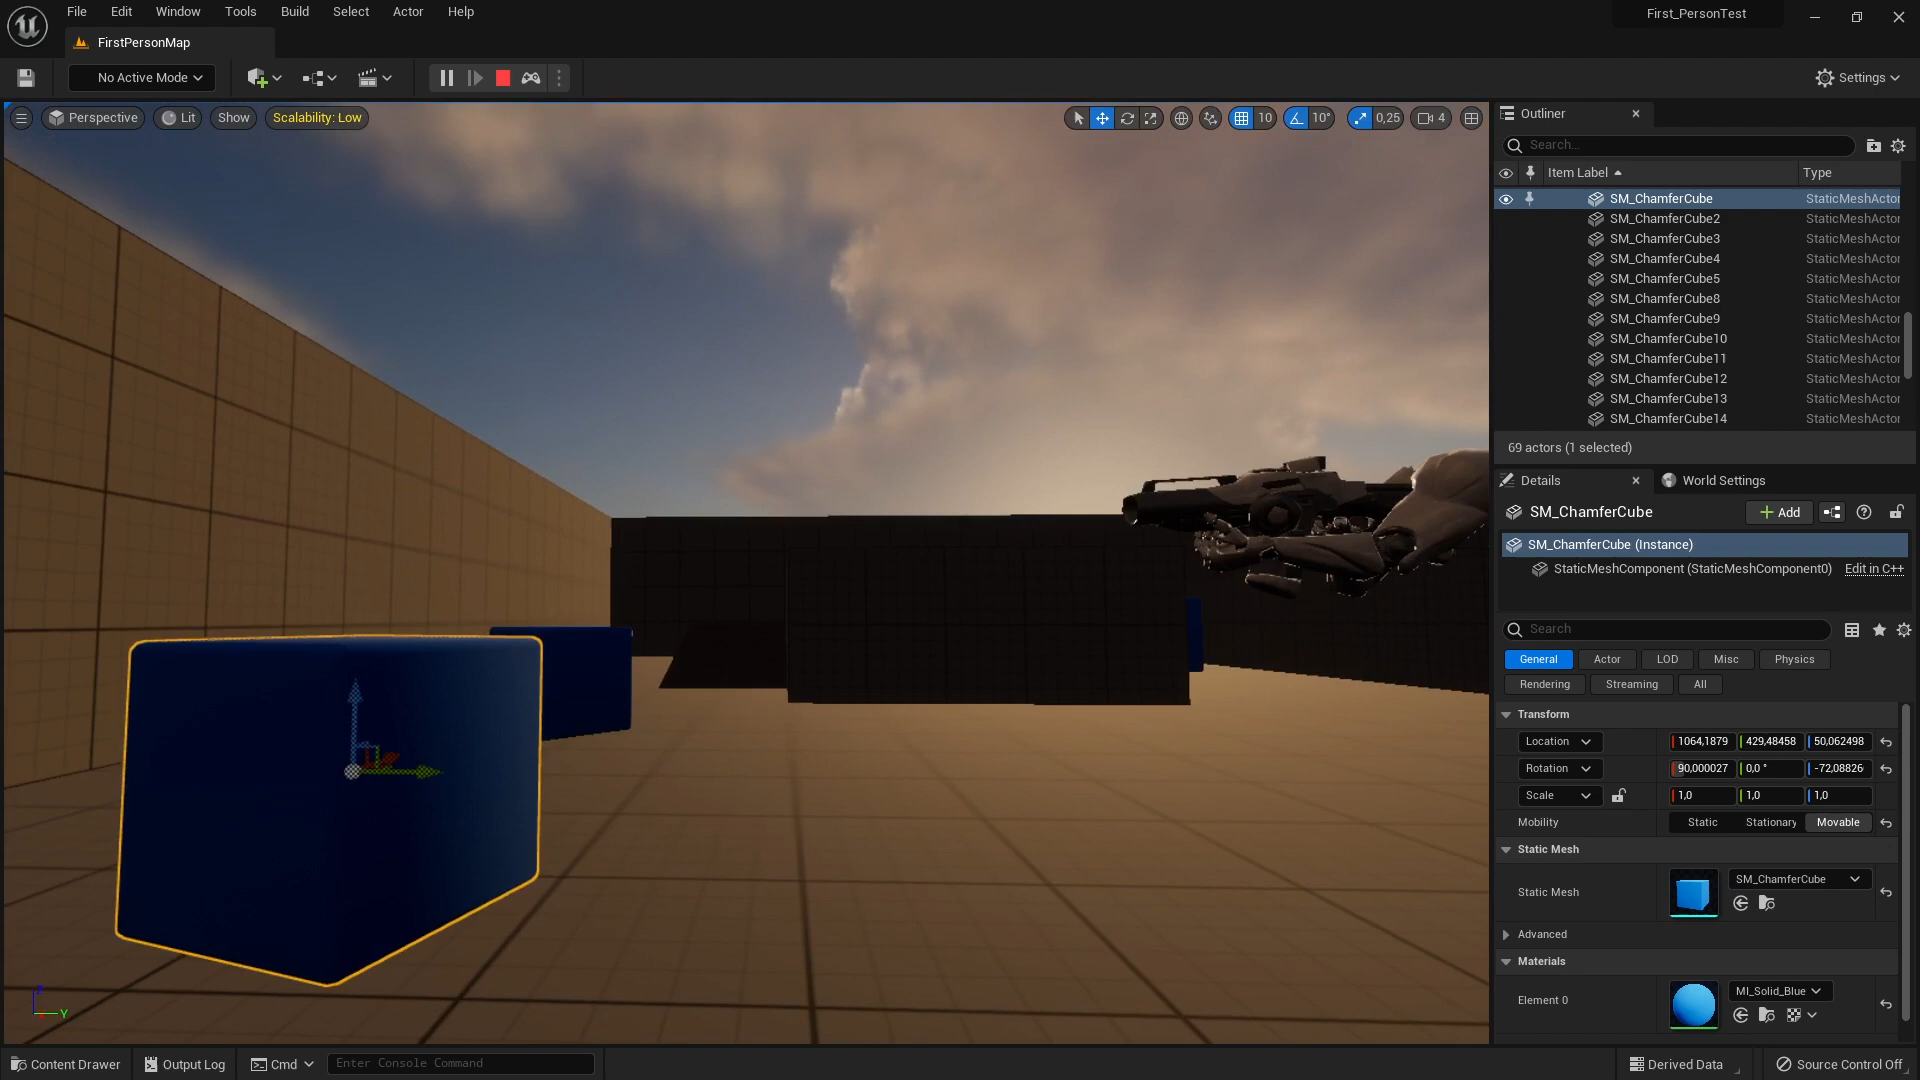 File Edit Window Tools Build Select Actor Help
First_PersonTest
FirstPersonMap
No Active Mode
Settings
Perspective Lit Show Scalability: Low
10 10° 0,25 4
Outliner
Search...
Item Label Type
SM_ChamferCube StaticMeshActor
SM_ChamferCube2 StaticMeshActor
SM_ChamferCube3 StaticMeshActor
SM_ChamferCube4 StaticMeshActor
SM_ChamferCube5 StaticMeshActor
SM_ChamferCube8 StaticMeshActor
SM_ChamferCube9 StaticMeshActor
SM_ChamferCube10 StaticMeshActor
SM_ChamferCube11 StaticMeshActor
SM_ChamferCube12 StaticMeshActor
SM_ChamferCube13 StaticMeshActor
SM_ChamferCube14 StaticMeshActor
69 actors (1 selected)
Details World Settings
SM_ChamferCube + Add
SM_ChamferCube (Instance)
StaticMeshComponent (StaticMeshComponent0) Edit in C++
Search
General Actor LOD Misc Physics
Rendering Streaming All
Transform
Location 1064,1879 429,48458 50,062498
Rotation 90,000027 0,0 ° -72,08826
Scale 1,0 1,0 1,0
Mobility Static Stationary Movable
Static Mesh
Static Mesh SM_ChamferCube
Advanced
Materials
Element 0 MI_Solid_Blue
Z
Y
Content Drawer Output Log Cmd Enter Console Command Derived Data Source Control Off